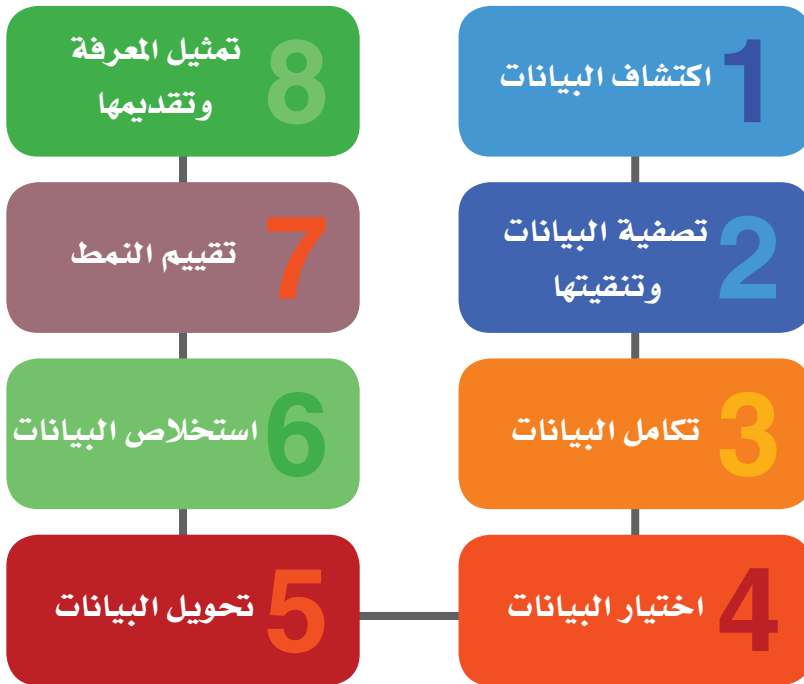 1
اكتشاف البيانات
2
تصفية البيانات
وتنقيتها
3
تكامل البيانات
4
اختيار البيانات
5
تحويل البيانات
6
استخلاص البيانات
7
تقييم النمط
8
تمثيل المعرفة
وتقديمها